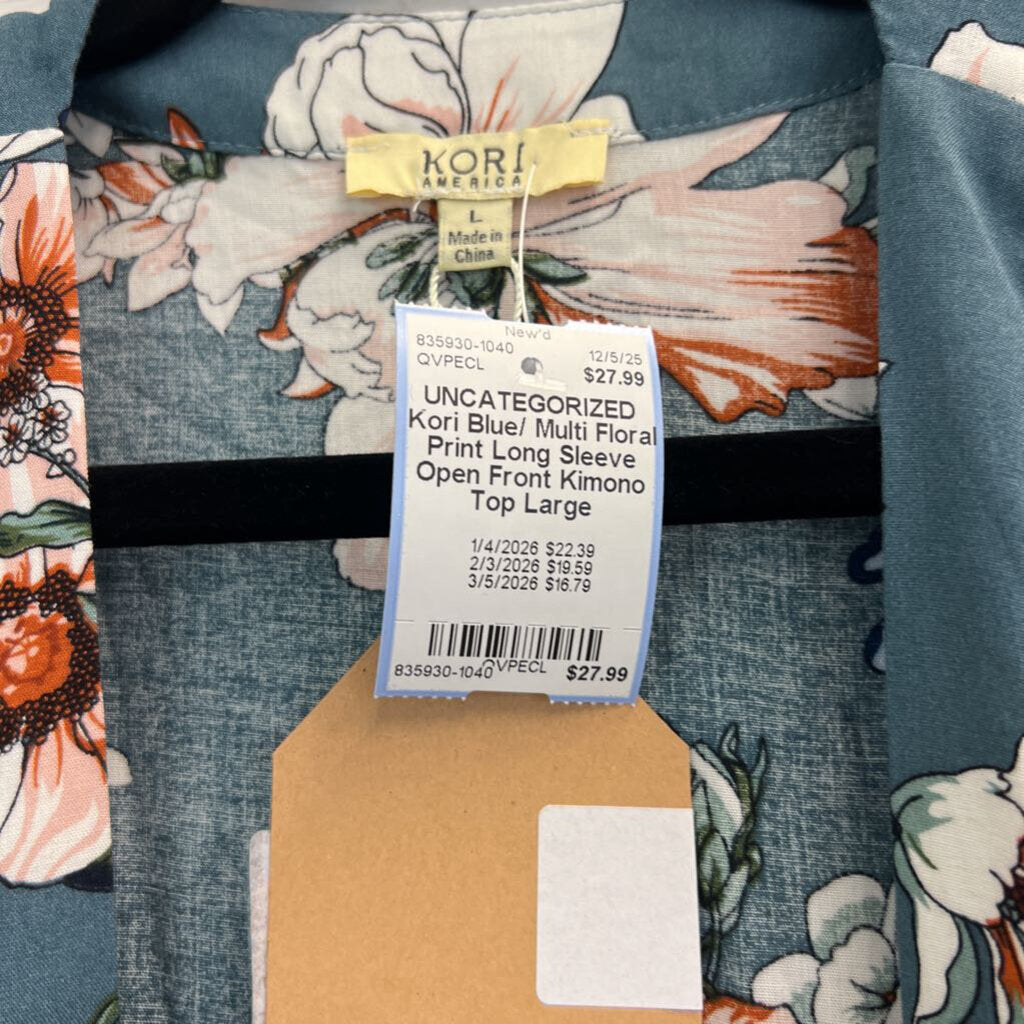 KORI
AMERICA
L
Made in
China
New'd
835930-1040 12/5/25
QVPECL $27.99
UNCATEGORIZED
Kori Blue/ Multi Floral
Print Long Sleeve
Open Front Kimono
Top Large
1/4/2026 $22.39
2/3/2026 $19.59
3/5/2026 $16.79
835930-1040 QVPECL $27.99